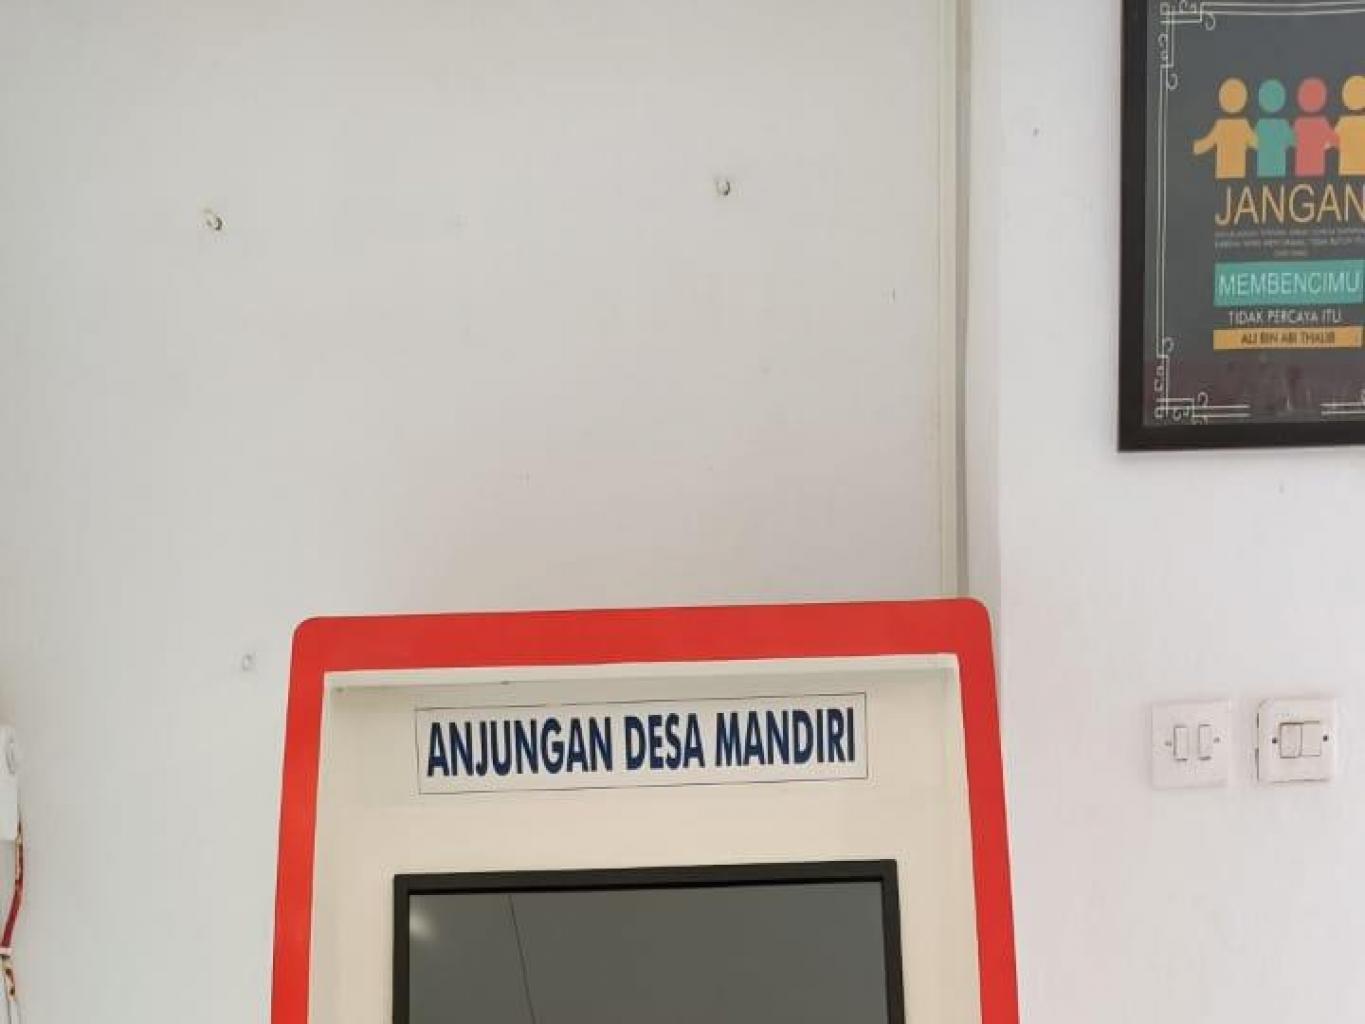 JANGAN
MEMBENCIMU
TIDAK PERCAYA ITU
ALI BIN ABI THALIB
ANJUNGAN DESA MANDIRI